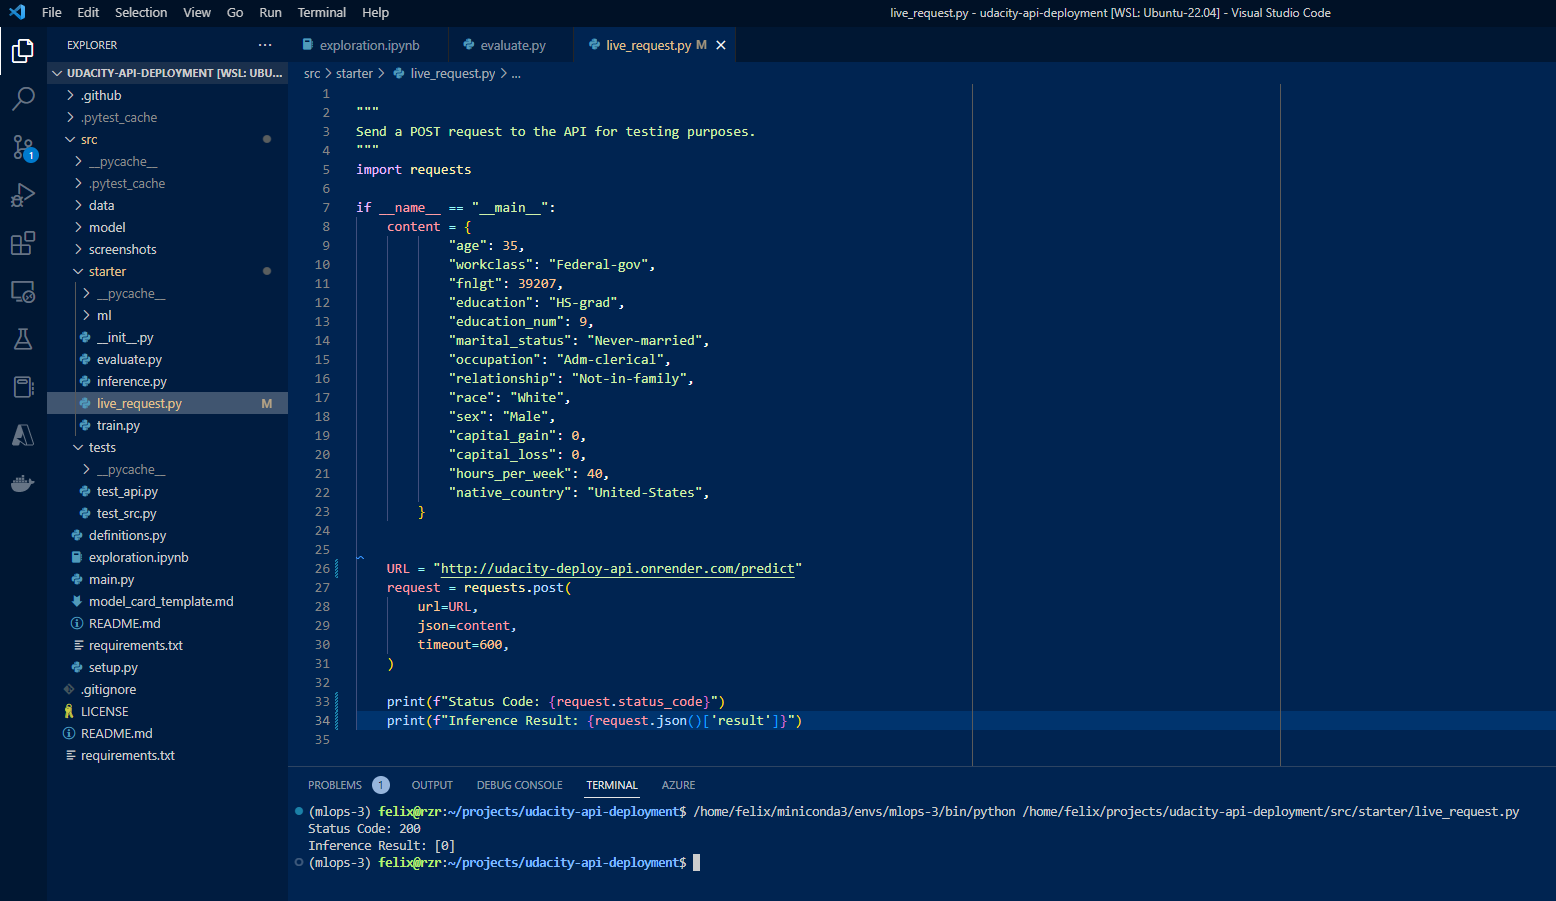 File Edit Selection View Go Run Terminal Help
live_request.py - udacity-api-deployment [WSL: Ubuntu-22.04] - Visual Studio Code
EXPLORER ...
UDACITY-API-DEPLOYMENT [WSL: UBU...
.github
.pytest_cache
src
__pycache__
.pytest_cache
data
model
screenshots
starter
__pycache__
ml
__init__.py
evaluate.py
inference.py
live_request.py M
train.py
tests
__pycache__
test_api.py
test_src.py
definitions.py
exploration.ipynb
main.py
model_card_template.md
README.md
requirements.txt
setup.py
.gitignore
LICENSE
README.md
requirements.txt
1
exploration.ipynb evaluate.py live_request.py M
src > starter > live_request.py > ...
1
2 """
3 Send a POST request to the API for testing purposes.
4 """
5 import requests
6
7 if __name__ == "__main__":
8 content = {
9 "age": 35,
10 "workclass": "Federal-gov",
11 "fnlgt": 39207,
12 "education": "HS-grad",
13 "education_num": 9,
14 "marital_status": "Never-married",
15 "occupation": "Adm-clerical",
16 "relationship": "Not-in-family",
17 "race": "White",
18 "sex": "Male",
19 "capital_gain": 0,
20 "capital_loss": 0,
21 "hours_per_week": 40,
22 "native_country": "United-States",
23 }
24
25
26 URL = "http://udacity-deploy-api.onrender.com/predict"
27 request = requests.post(
28 url=URL,
29 json=content,
30 timeout=600,
31 )
32
33 print(f"Status Code: {request.status_code}")
34 print(f"Inference Result: {request.json()['result']}")
35
PROBLEMS 1 OUTPUT DEBUG CONSOLE TERMINAL AZURE
(mlops-3) felix@rzr:~/projects/udacity-api-deployment$ /home/felix/miniconda3/envs/mlops-3/bin/python /home/felix/projects/udacity-api-deployment/src/starter/live_request.py
Status Code: 200
Inference Result: [0]
(mlops-3) felix@rzr:~/projects/udacity-api-deployment$